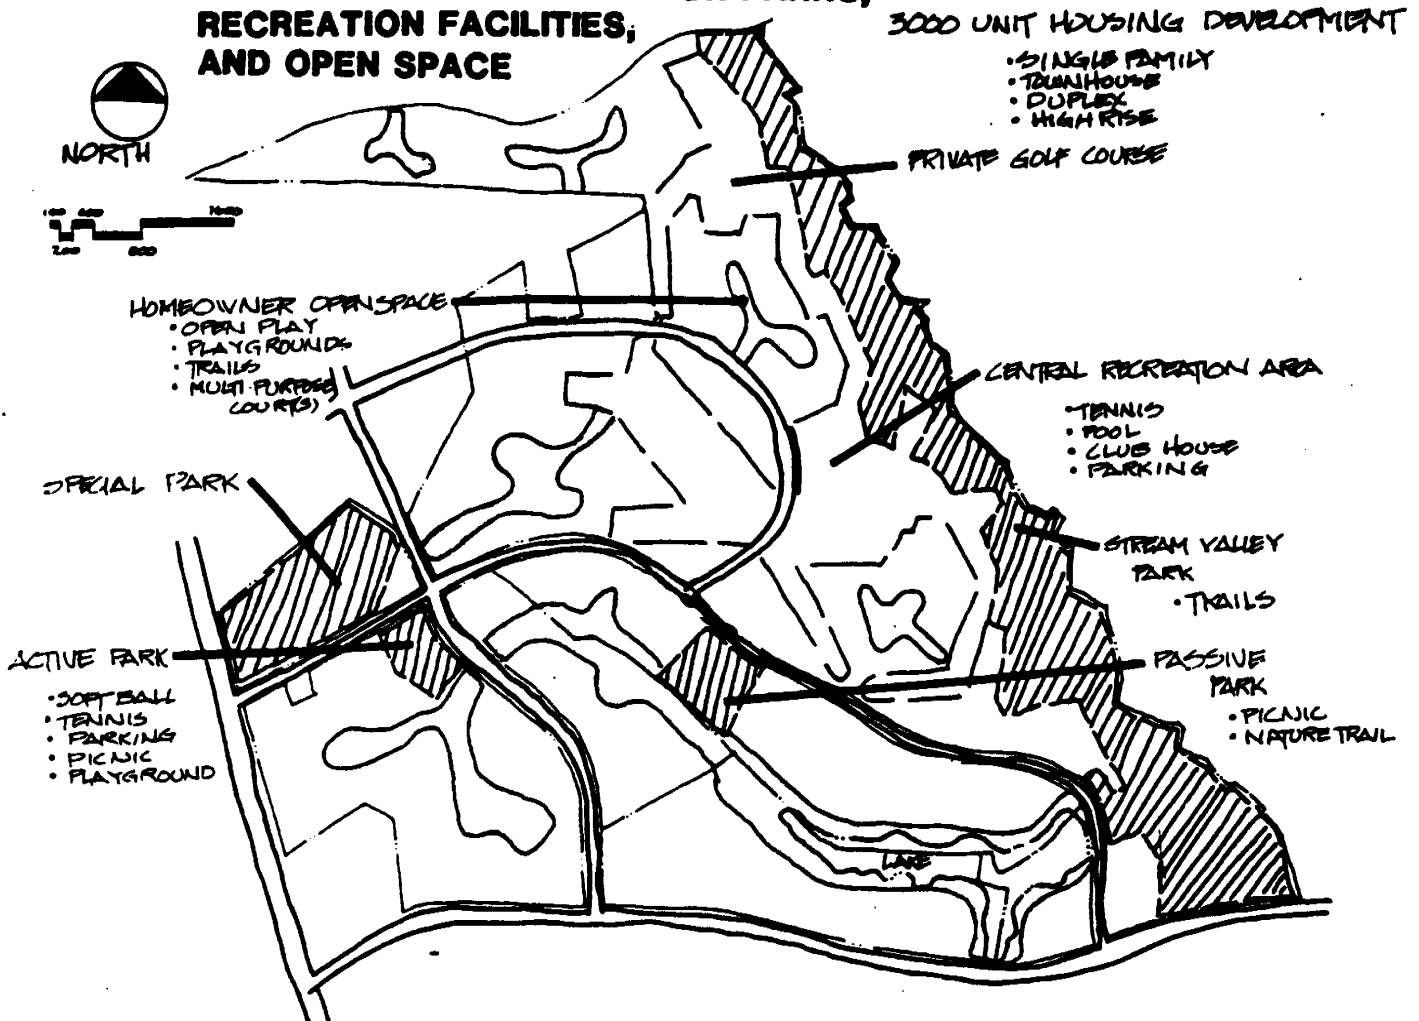 RECREATION FACILITIES,
AND OPEN SPACE
3000 UNIT HOUSING DEVELOPMENT
• SINGLE FAMILY
• TOWNHOUSE
• DUPLEX
• HIGH RISE
NORTH
PRIVATE GOLF COURSE
HOMEOWNER OPEN SPACE
• OPEN PLAY
• PLAYGROUNDS
• TRAILS
• MULTI-PURPOSE
COURT(S)
CENTRAL RECREATION AREA
• TENNIS
• POOL
• CLUB HOUSE
• PARKING
SPECIAL PARK
STREAM VALLEY
PARK
• TRAILS
ACTIVE PARK
• SOFTBALL
• TENNIS
• PARKING
• PICNIC
• PLAYGROUND
PASSIVE
PARK
• PICNIC
• NATURE TRAIL
LAKE